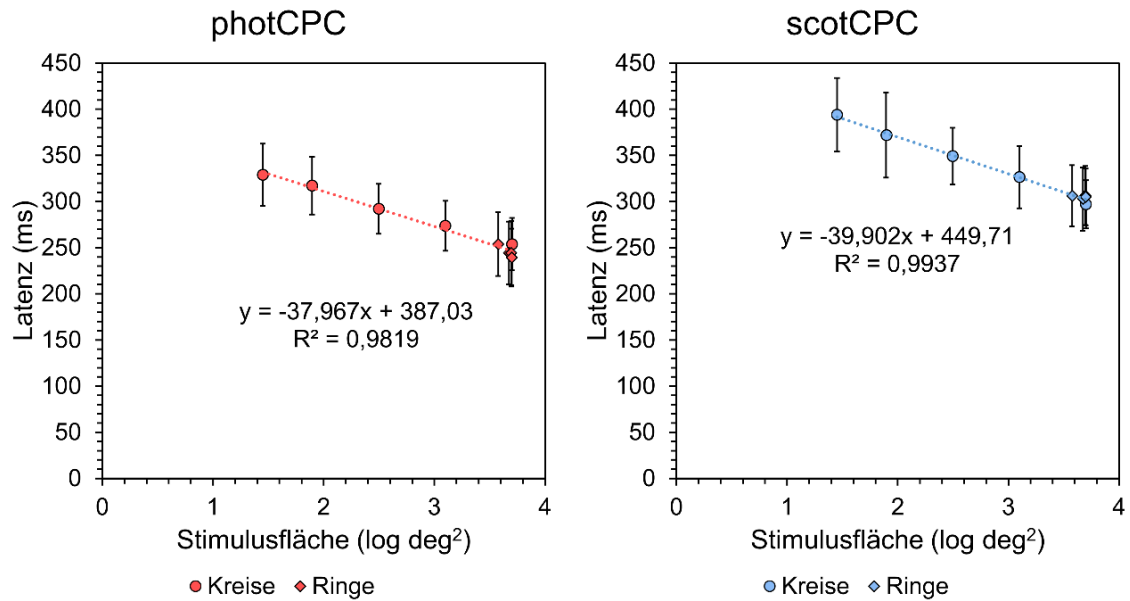 photCPC
450
400
350
300
250
200
150
100
50
0
Latenz (ms)
y = -37,967x + 387,03
R² = 0,9819
0 1 2 3 4
Stimulusfläche (log deg²)
Kreise Ringe
scotCPC
450
400
350
300
250
200
150
100
50
0
Latenz (ms)
y = -39,902x + 449,71
R² = 0,9937
0 1 2 3 4
Stimulusfläche (log deg²)
Kreise Ringe